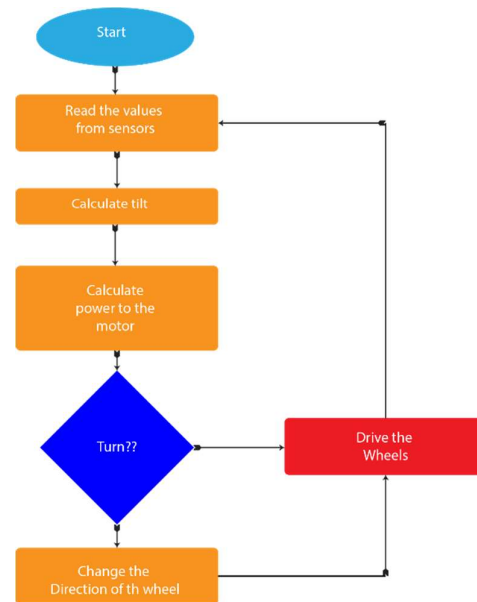 Start
Read the values
from sensors
Calculate tilt
Calculate
power to the
motor
Turn??
Drive the
Wheels
Change the
Direction of th wheel